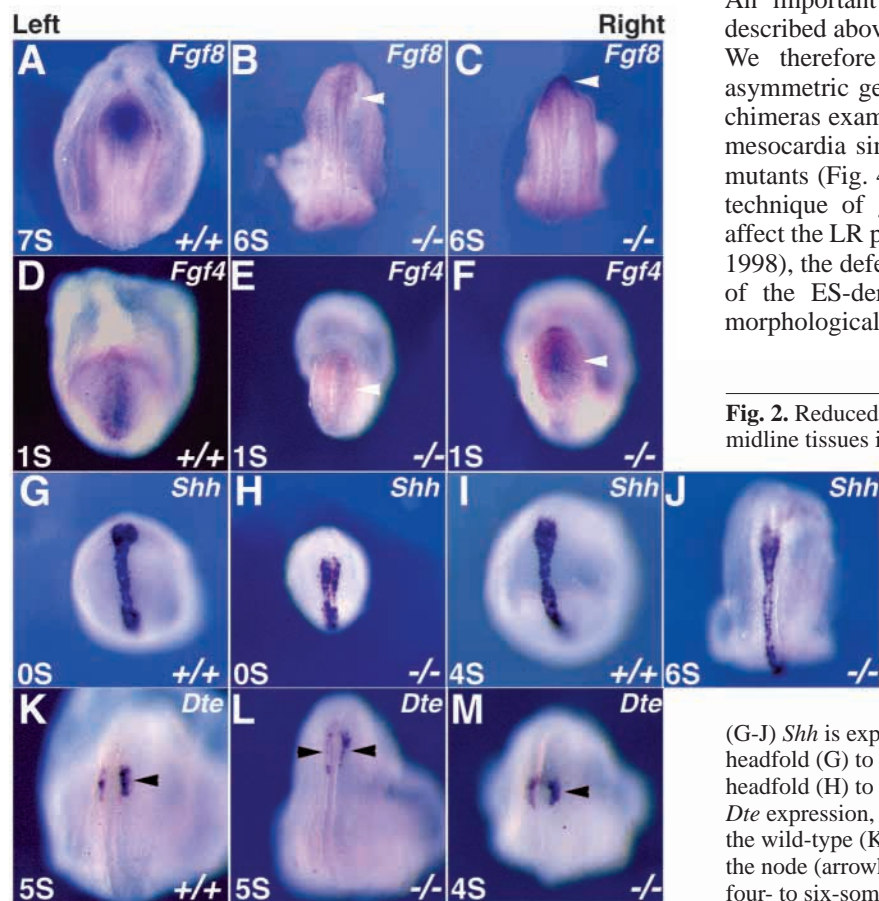 Left Right
A Fgf8 7S +/+
B Fgf8 6S -/-
C Fgf8 6S -/-
D Fgf4 1S +/+
E Fgf4 1S -/-
F Fgf4 1S -/-
G Shh 0S +/+
H Shh 0S -/-
I Shh 4S +/+
J Shh 6S -/-
K Dte 5S +/+
L Dte 5S -/-
M Dte 4S -/-
An important
described above
We therefore
asymmetric ge
chimeras exam
mesocardia sin
mutants (Fig. 4
technique of
affect the LR p
1998), the defe
of the ES-der
morphological
Fig. 2. Reduced
midline tissues i
(G-J) Shh is exp
headfold (G) to
headfold (H) to
Dte expression,
the wild-type (K
the node (arrowh
four- to six-som